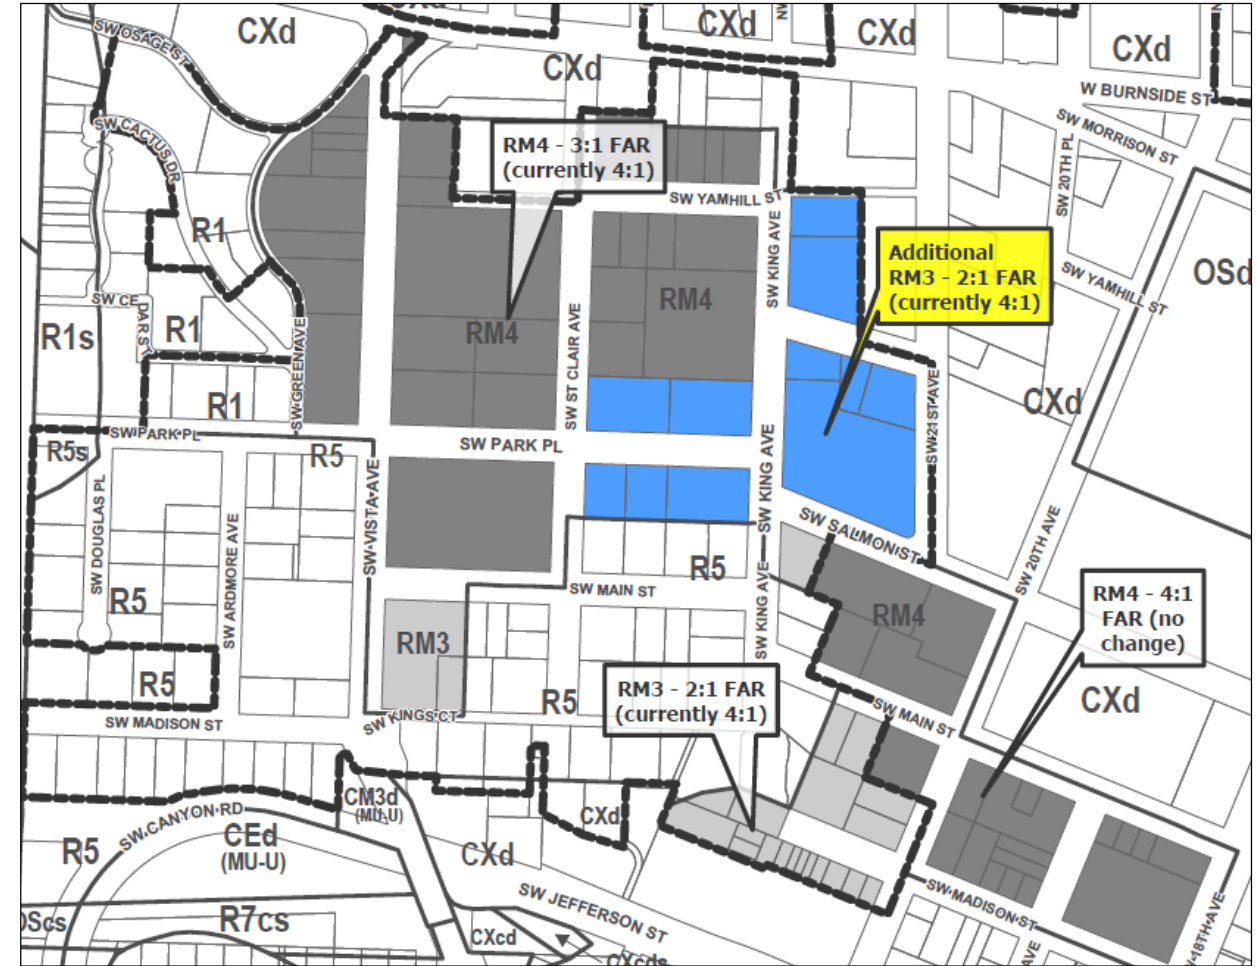 CXd
CXd
CXd
CXd
CXd
CXd
SW OSAGE ST
W BURNSIDE ST
SW MORRISON ST
SW CACTUS DR
SW 20TH PL
RM4 - 3:1 FAR
(currently 4:1)
SW YAMHILL ST
R1
SW KING AVE
Additional
RM3 - 2:1 FAR
(currently 4:1)
SW YAMHILL ST
OSd
SW CEDAR ST
R1s
R1
SW GREEN AVE
RM4
RM4
SW ST CLAIR AVE
R1
CXd
SW 21ST AVE
SW PARK PL
SW PARK PL
R5s
R5
SW VISTA AVE
SW KING AVE
SW DOUGLAS PL
SW ARDMORE AVE
SW SALMON ST
SW 20TH AVE
R5
SW MAIN ST
SW KING AVE
R5
RM3
RM4
RM4 - 4:1
FAR (no
change)
R5
R5
RM3 - 2:1 FAR
(currently 4:1)
CXd
SW MADISON ST
SW KINGS CT
SW MAIN ST
CM3d
(MU-U)
CXd
SW CANYON RD
CEd
(MU-U)
R5
CXd
SW JEFFERSON ST
SW MADISON ST
R7cs
CXcd
CXcds
18TH AVE
AVE